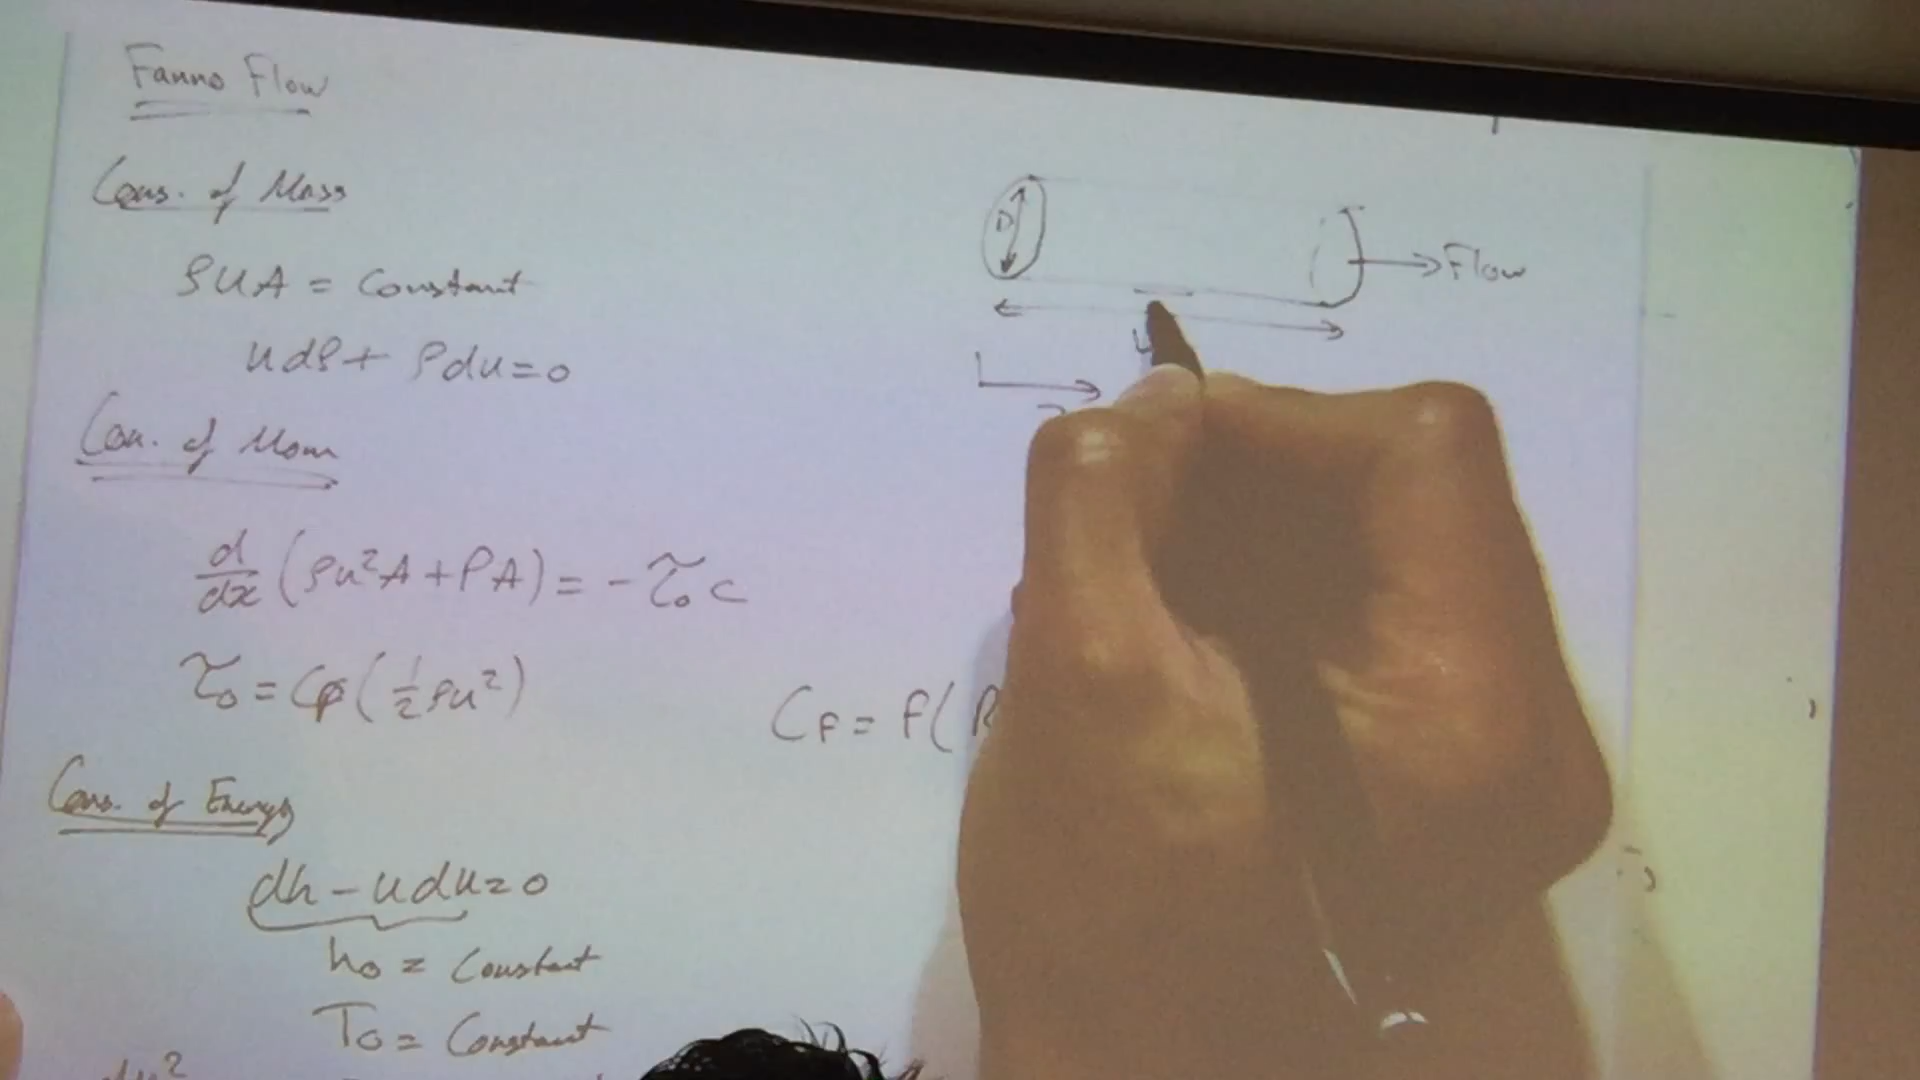 Fanno Flow
Cons. of Mass
ρuA = Constant
udρ + ρdu = 0
Con. of Mom
d/dx (ρu²A + PA) = -τ₀c
τ₀ = Cf (½ρu²)
Cons. of Energy
dh - udu = 0
h₀ = Constant
T₀ = Constant
du²
D
Flow
L
CF = f(R